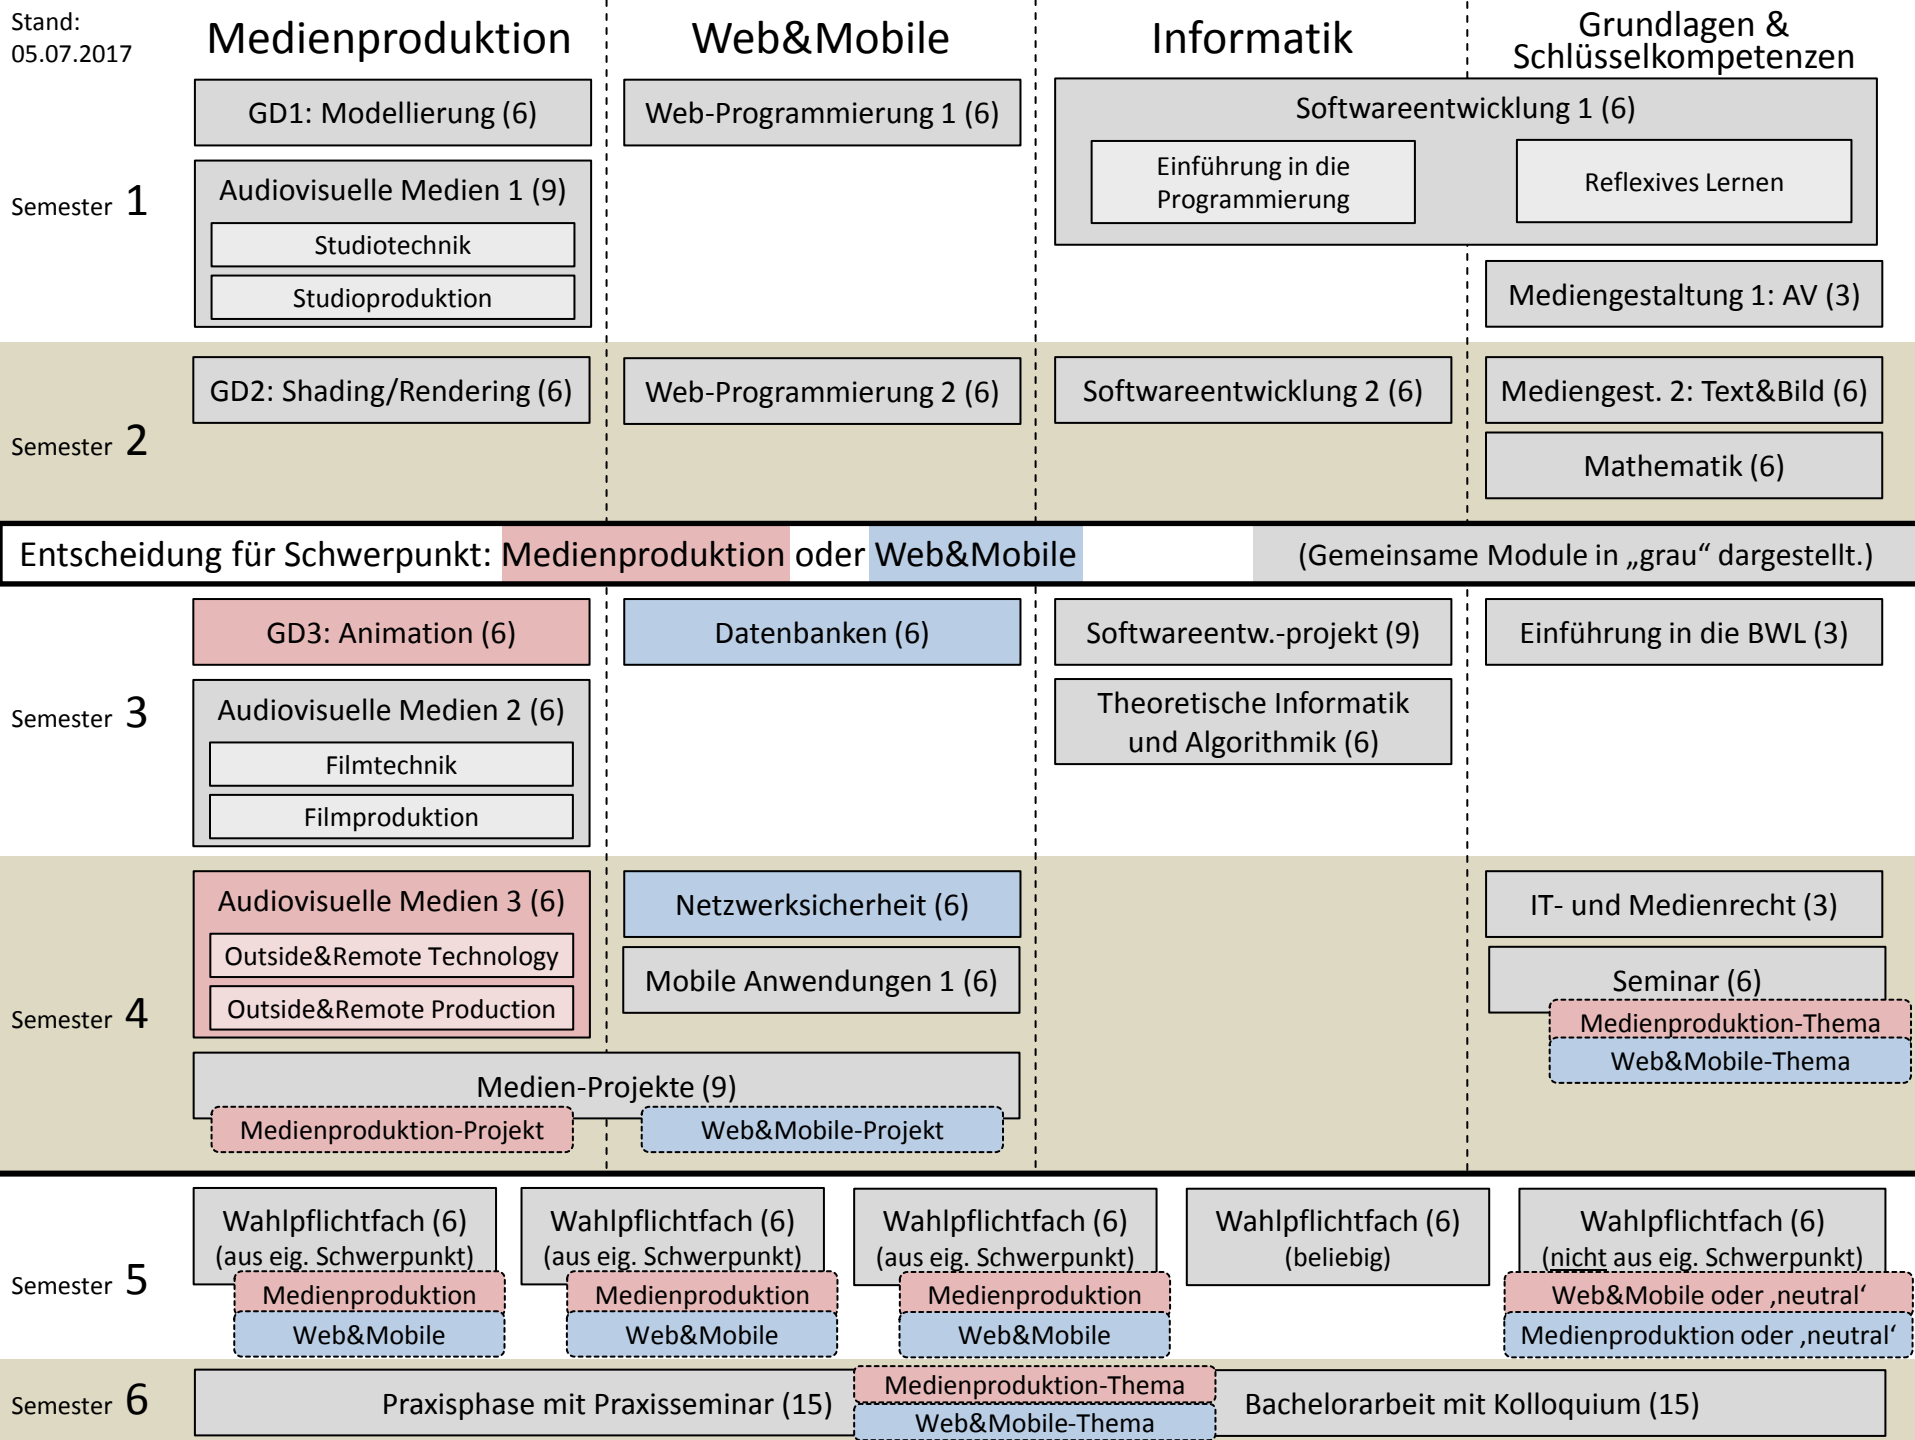 Stand:
05.07.2017
Medienproduktion
Web&Mobile
Informatik
Grundlagen &
Schlüsselkompetenzen
Semester 1
GD1: Modellierung (6)
Audiovisuelle Medien 1 (9)
Studiotechnik
Studioproduktion
Web-Programmierung 1 (6)
Softwareentwicklung 1 (6)
Einführung in die
Programmierung
Reflexives Lernen
Mediengestaltung 1: AV (3)
Semester 2
GD2: Shading/Rendering (6)
Web-Programmierung 2 (6)
Softwareentwicklung 2 (6)
Mediengest. 2: Text&Bild (6)
Mathematik (6)
Entscheidung für Schwerpunkt: Medienproduktion oder Web&Mobile
(Gemeinsame Module in „grau“ dargestellt.)
Semester 3
GD3: Animation (6)
Audiovisuelle Medien 2 (6)
Filmtechnik
Filmproduktion
Datenbanken (6)
Softwareentw.-projekt (9)
Theoretische Informatik
und Algorithmik (6)
Einführung in die BWL (3)
Semester 4
Audiovisuelle Medien 3 (6)
Outside&Remote Technology
Outside&Remote Production
Netzwerksicherheit (6)
Mobile Anwendungen 1 (6)
Medien-Projekte (9)
Medienproduktion-Projekt
Web&Mobile-Projekt
IT- und Medienrecht (3)
Seminar (6)
Medienproduktion-Thema
Web&Mobile-Thema
Semester 5
Wahlpflichtfach (6)
(aus eig. Schwerpunkt)
Medienproduktion
Web&Mobile
Wahlpflichtfach (6)
(aus eig. Schwerpunkt)
Medienproduktion
Web&Mobile
Wahlpflichtfach (6)
(aus eig. Schwerpunkt)
Medienproduktion
Web&Mobile
Wahlpflichtfach (6)
(beliebig)
Wahlpflichtfach (6)
(nicht aus eig. Schwerpunkt)
Web&Mobile oder ‚neutral‘
Medienproduktion oder ‚neutral‘
Semester 6
Praxisphase mit Praxisseminar (15)
Medienproduktion-Thema
Web&Mobile-Thema
Bachelorarbeit mit Kolloquium (15)